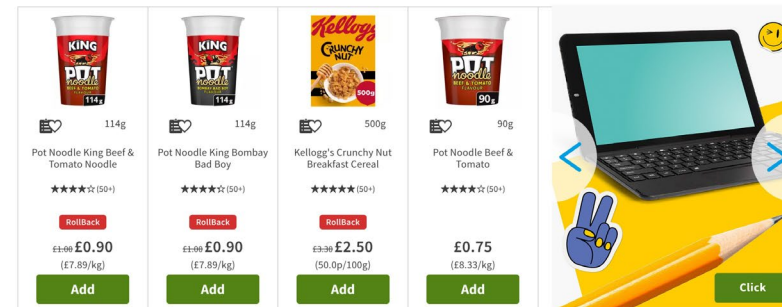 KING
POT
noodle
BEEF & TOMATO
FLAVOUR
114g
114g
Pot Noodle King Beef &
Tomato Noodle
★★★★☆ (50+)
RollBack
£1.00 £0.90
(£7.89/kg)
Add
KING
POT
noodle
BOMBAY BAD BOY
FLAVOUR
114g
114g
Pot Noodle King Bombay
Bad Boy
★★★★☆ (50+)
RollBack
£1.00 £0.90
(£7.89/kg)
Add
Kellogg's
CRUNCHY
NUT
500g
500g
Kellogg's Crunchy Nut
Breakfast Cereal
★★★★★ (50+)
RollBack
£3.30 £2.50
(50.0p/100g)
Add
POT
noodle
BEEF & TOMATO
FLAVOUR
90g
90g
Pot Noodle Beef &
Tomato
★★★★☆ (50+)
£0.75
(£8.33/kg)
Add
Click